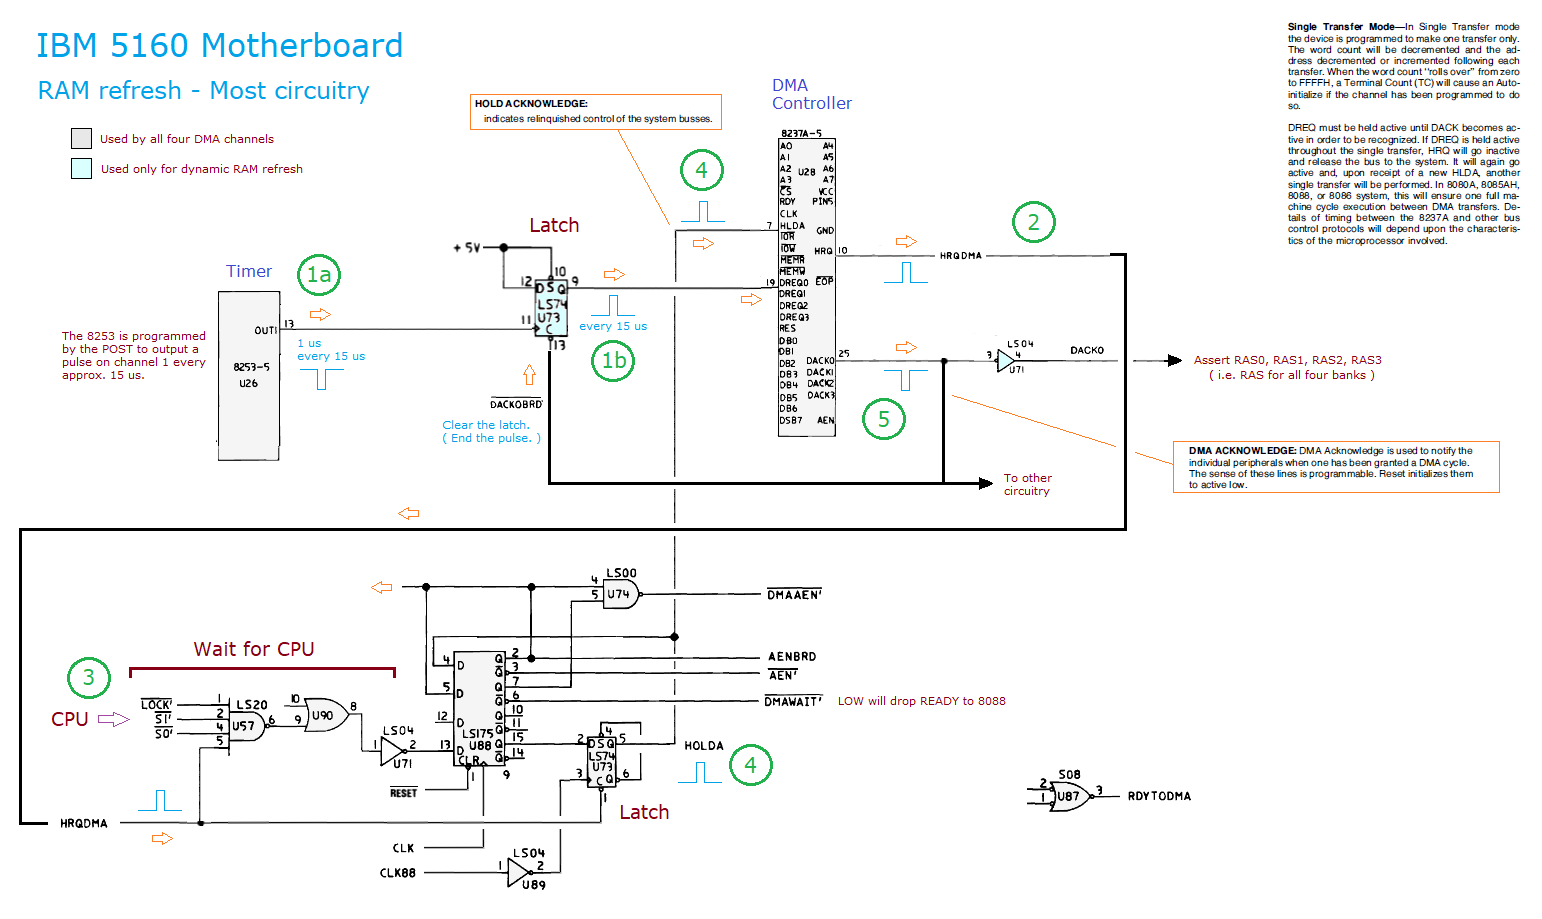 IBM 5160 Motherboard
RAM refresh - Most circuitry
Used by all four DMA channels
Used only for dynamic RAM refresh
HOLD ACKNOWLEDGE:
indicates relinquished control of the system busses.
DMA
Controller
Single Transfer Mode—In Single Transfer mode
the device is programmed to make one transfer only.
The word count will be decremented and the ad-
dress decremented or incremented following each
transfer. When the word count ‘‘rolls over’’ from zero
to FFFFH, a Terminal Count (TC) will cause an Auto-
initialize if the channel has been programmed to do
so.
DREQ must be held active until DACK becomes ac-
tive in order to be recognized. If DREQ is held active
throughout the single transfer, HRQ will go inactive
and release the bus to the system. It will again go
active and, upon receipt of a new HLDA, another
single transfer will be performed. In 8080A, 8085AH,
8088, or 8086 system, this will ensure one full ma-
chine cycle execution between DMA transfers. De-
tails of timing between the 8237A and other bus
control protocols will depend upon the characteris-
tics of the microprocessor involved.
8237A-5
A0 A4
A1 A5
A2 A6
U28
A3 A7
CS VCC
RDY PIN5
CLK
7 HLDA GND
IOR
IOW HRQ 10
MEMR
MEMW
19 DREQ0 EOP
DREQ1
DREQ2
DREQ3
RES
DB0
DB1
DB2 DACK0 25
DB3 DACK1
DB4 DACK2
DB5 DACK3
DB6
DSB7 AEN
4
2
HRQDMA
Latch
+ 5V
10
12 D S Q 9
LS74
U73
11 C
13
every 15 us
1b
Timer
1a
OUT1 13
8253-5
U26
1 us
every 15 us
The 8253 is programmed
by the POST to output a
pulse on channel 1 every
approx. 15 us.
DACK0BRD'
Clear the latch.
( End the pulse. )
5
LS04
3 4
U71
DACK0
Assert RAS0, RAS1, RAS2, RAS3
( i.e. RAS for all four banks )
DMA ACKNOWLEDGE: DMA Acknowledge is used to notify the
individual peripherals when one has been granted a DMA cycle.
The sense of these lines is programmable. Reset initializes them
to active low.
To other
circuitry
LS00
4
5 U74
DMAAEN'
Wait for CPU
3
CPU
LOCK' 1
S1' 2
S0' 4
5
LS20
U57 6
10
9 U90 8
LS04
1 2
U71
4 D Q 2
Q 3
5 D Q 7
Q 6
12 D Q 10
Q 11
LS175
13 D U88 Q 15
CLR Q 14
1 9
RESET
AENBRD
AEN'
DMAWAIT'
LOW will drop READY to 8088
4
2 D S Q 5
LS74
U73
3 C Q 6
1
Latch
HOLDA
4
HRQDMA
CLK
CLK88
LS04
1 2
U89
S08
2
1 U87 3
RDYTODMA